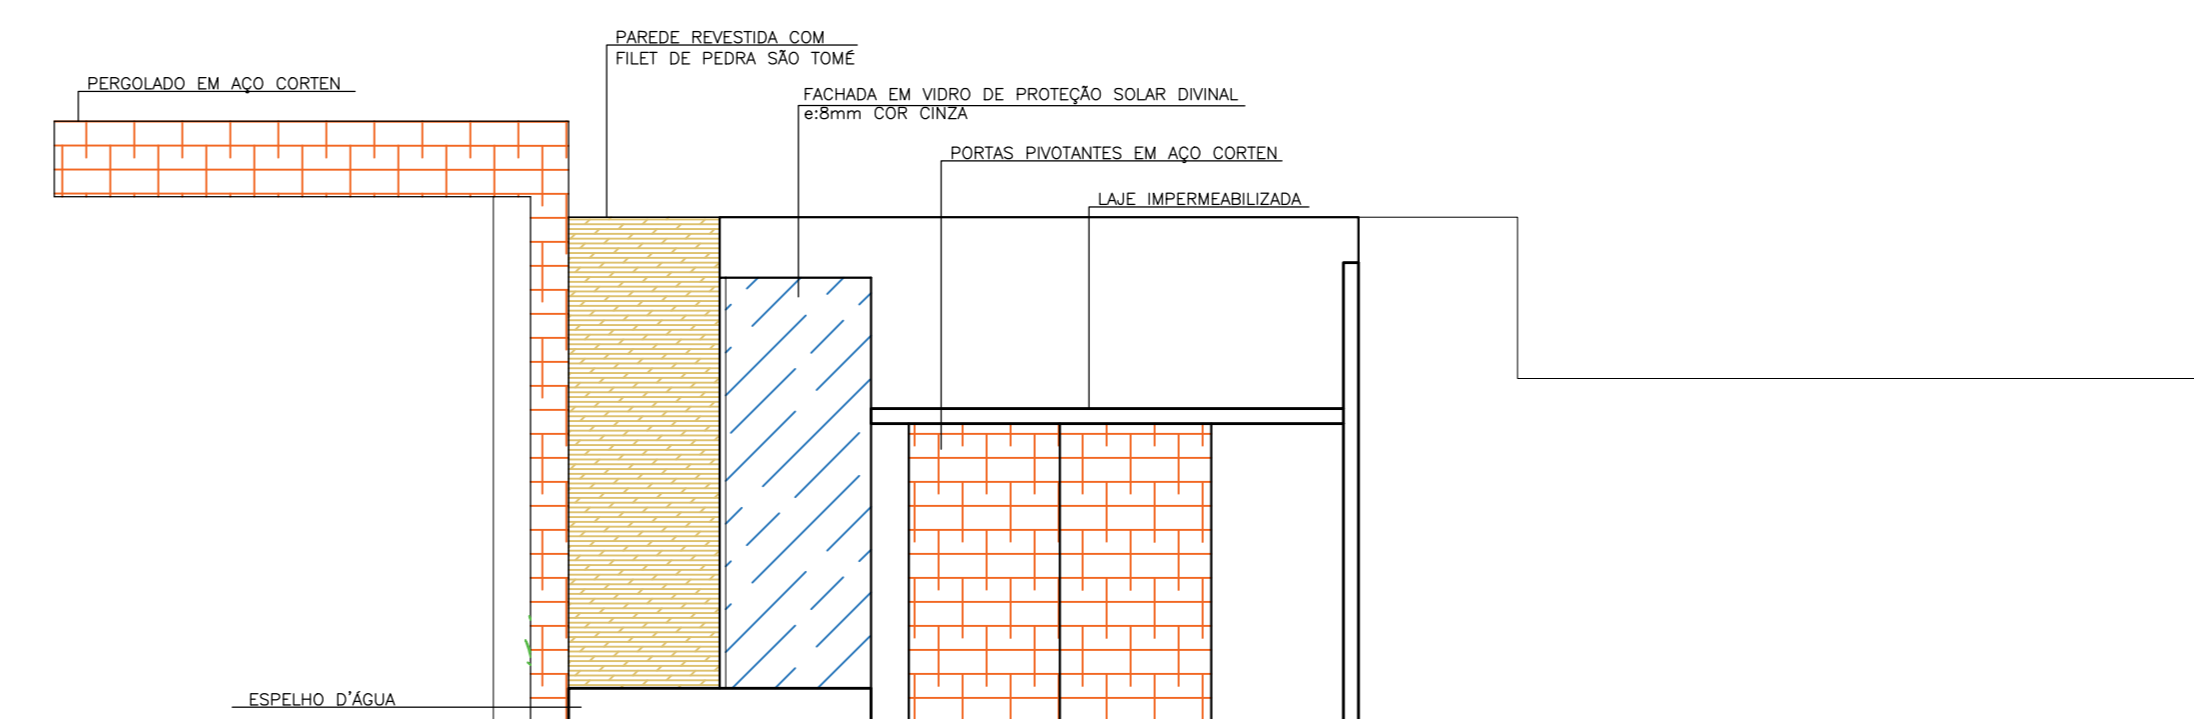 PAREDE REVESTIDA COM
FILET DE PEDRA SÃO TOMÉ
PERGOLADO EM AÇO CORTEN
FACHADA EM VIDRO DE PROTEÇÃO SOLAR DIVINAL
e:8mm COR CINZA
PORTAS PIVOTANTES EM AÇO CORTEN
LAJE IMPERMEABILIZADA
ESPELHO D'ÁGUA